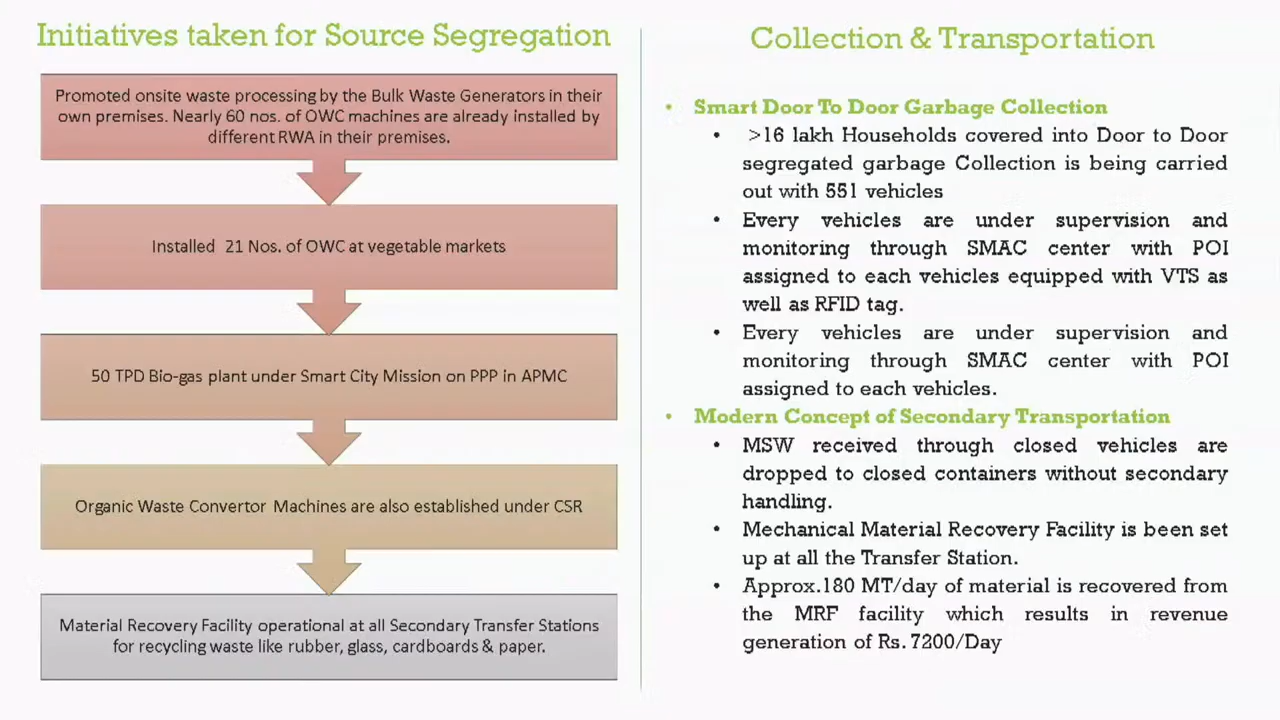 Initiatives taken for Source Segregation
Promoted onsite waste processing by the Bulk Waste Generators in their
own premises. Nearly 60 nos. of OWC machines are already installed by
different RWA in their premises.
Installed 21 Nos. of OWC at vegetable markets
50 TPD Bio-gas plant under Smart City Mission on PPP in APMC
Organic Waste Convertor Machines are also established under CSR
Material Recovery Facility operational at all Secondary Transfer Stations
for recycling waste like rubber, glass, cardboards & paper.
Collection & Transportation
• Smart Door To Door Garbage Collection
• >16 lakh Households covered into Door to Door
segregated garbage Collection is being carried
out with 551 vehicles
• Every vehicles are under supervision and
monitoring through SMAC center with POI
assigned to each vehicles equipped with VTS as
well as RFID tag.
• Every vehicles are under supervision and
monitoring through SMAC center with POI
assigned to each vehicles.
• Modern Concept of Secondary Transportation
• MSW received through closed vehicles are
dropped to closed containers without secondary
handling.
• Mechanical Material Recovery Facility is been set
up at all the Transfer Station.
• Approx.180 MT/day of material is recovered from
the MRF facility which results in revenue
generation of Rs. 7200/Day